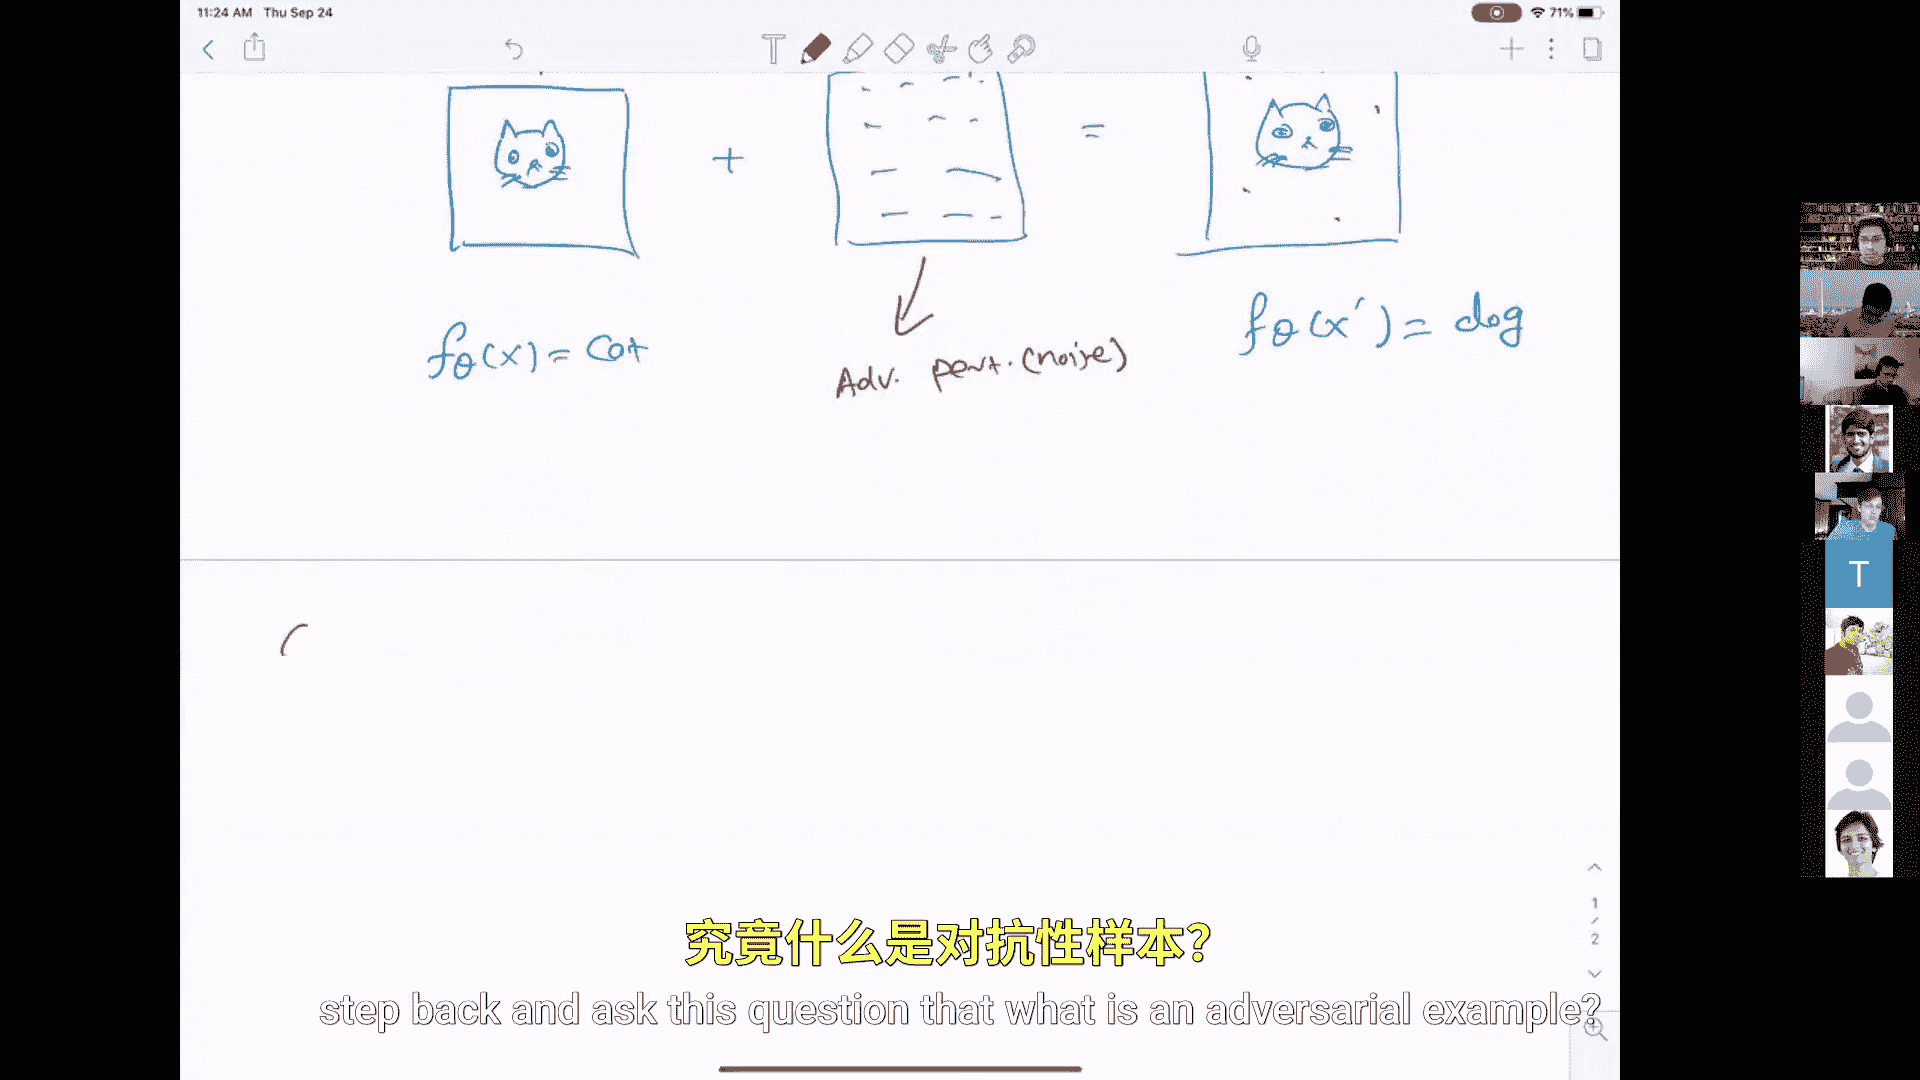 11:24 AM Thu Sep 24
71%
T
+
=
fθ(x) = Cat
Adv. pert. (noise)
fθ(x') = dog
T
1
/
2
究竟什么是对抗性样本?
step back and ask this question that what is an adversarial example?